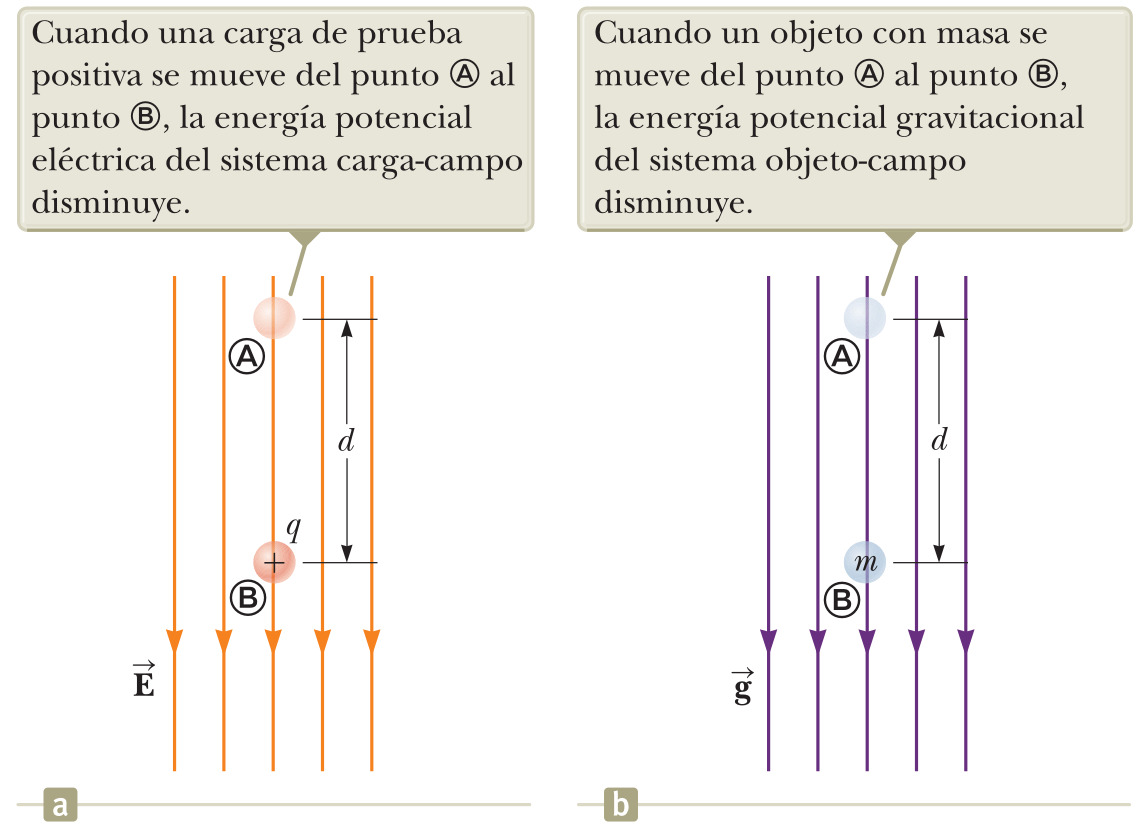 Cuando una carga de prueba
positiva se mueve del punto Ⓐ al
punto Ⓑ, la energía potencial
eléctrica del sistema carga-campo
disminuye.
Ⓐ
d
q
+
Ⓑ
E⃗
a
Cuando un objeto con masa se
mueve del punto Ⓐ al punto Ⓑ,
la energía potencial gravitacional
del sistema objeto-campo
disminuye.
Ⓐ
d
m
Ⓑ
g⃗
b